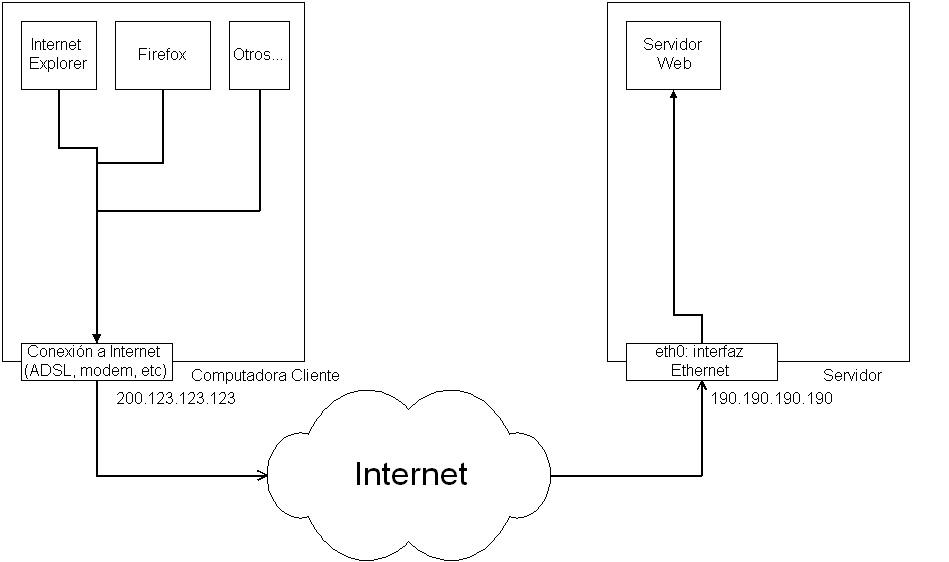 Internet
Explorer
Firefox
Otros...
Servidor
Web
Conexión a Internet
(ADSL, modem, etc)
Computadora Cliente
200.123.123.123
eth0: interfaz
Ethernet
Servidor
190.190.190.190
Internet